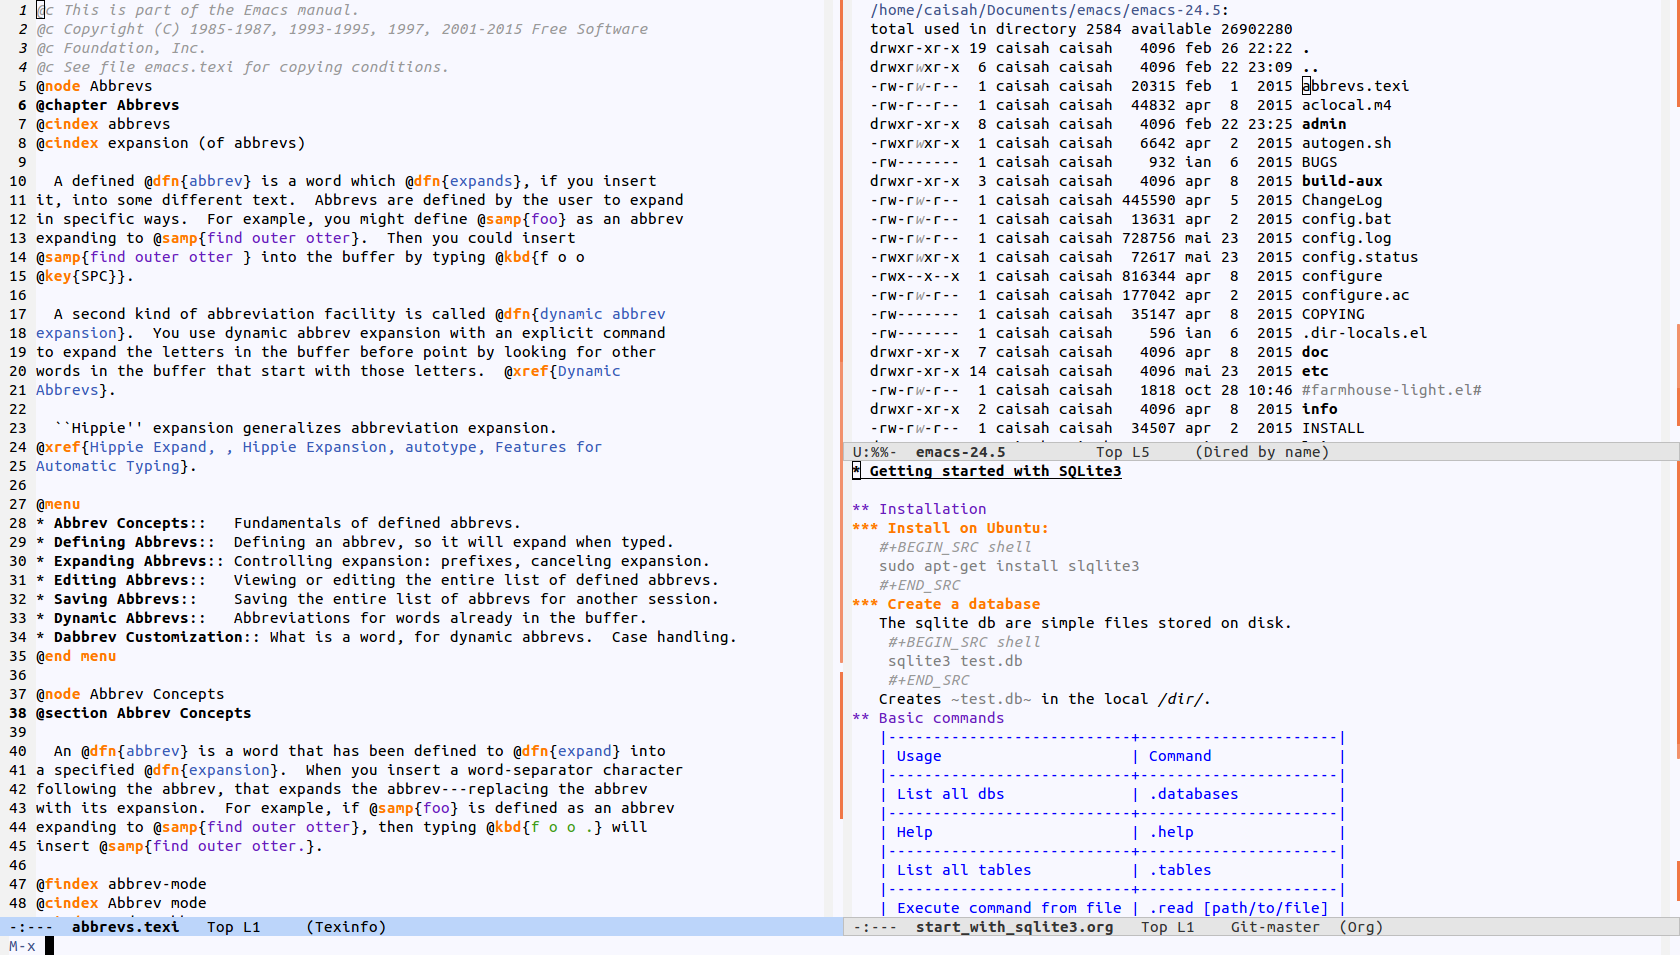 1 @c This is part of the Emacs manual.
2 @c Copyright (C) 1985-1987, 1993-1995, 1997, 2001-2015 Free Software
3 @c Foundation, Inc.
4 @c See file emacs.texi for copying conditions.
5 @node Abbrevs
6 @chapter Abbrevs
7 @cindex abbrevs
8 @cindex expansion (of abbrevs)
9
10   A defined @dfn{abbrev} is a word which @dfn{expands}, if you insert
11 it, into some different text.  Abbrevs are defined by the user to expand
12 in specific ways.  For example, you might define @samp{foo} as an abbrev
13 expanding to @samp{find outer otter}.  Then you could insert
14 @samp{find outer otter } into the buffer by typing @kbd{f o o
15 @key{SPC}}.
16
17   A second kind of abbreviation facility is called @dfn{dynamic abbrev
18 expansion}.  You use dynamic abbrev expansion with an explicit command
19 to expand the letters in the buffer before point by looking for other
20 words in the buffer that start with those letters.  @xref{Dynamic
21 Abbrevs}.
22
23   ``Hippie'' expansion generalizes abbreviation expansion.
24 @xref{Hippie Expand, , Hippie Expansion, autotype, Features for
25 Automatic Typing}.
26
27 @menu
28 * Abbrev Concepts::   Fundamentals of defined abbrevs.
29 * Defining Abbrevs::  Defining an abbrev, so it will expand when typed.
30 * Expanding Abbrevs:: Controlling expansion: prefixes, canceling expansion.
31 * Editing Abbrevs::   Viewing or editing the entire list of defined abbrevs.
32 * Saving Abbrevs::    Saving the entire list of abbrevs for another session.
33 * Dynamic Abbrevs::   Abbreviations for words already in the buffer.
34 * Dabbrev Customization:: What is a word, for dynamic abbrevs.  Case handling.
35 @end menu
36
37 @node Abbrev Concepts
38 @section Abbrev Concepts
39
40   An @dfn{abbrev} is a word that has been defined to @dfn{expand} into
41 a specified @dfn{expansion}.  When you insert a word-separator character
42 following the abbrev, that expands the abbrev---replacing the abbrev
43 with its expansion.  For example, if @samp{foo} is defined as an abbrev
44 expanding to @samp{find outer otter}, then typing @kbd{f o o .} will
45 insert @samp{find outer otter.}.
46
47 @findex abbrev-mode
48 @cindex Abbrev mode
-:---  abbrevs.texi   Top L1     (Texinfo)
M-x
/home/caisah/Documents/emacs/emacs-24.5:
total used in directory 2584 available 26902280
drwxr-xr-x 19 caisah caisah   4096 feb 26 22:22 .
drwxrwxr-x  6 caisah caisah   4096 feb 22 23:09 ..
-rw-rw-r--  1 caisah caisah  20315 feb  1  2015 abbrevs.texi
-rw-r--r--  1 caisah caisah  44832 apr  8  2015 aclocal.m4
drwxr-xr-x  8 caisah caisah   4096 feb 22 23:25 admin
-rwxrwxr-x  1 caisah caisah   6642 apr  2  2015 autogen.sh
-rw-------  1 caisah caisah    932 ian  6  2015 BUGS
drwxr-xr-x  3 caisah caisah   4096 apr  8  2015 build-aux
-rw-rw-r--  1 caisah caisah 445590 apr  5  2015 ChangeLog
-rw-rw-r--  1 caisah caisah  13631 apr  2  2015 config.bat
-rw-rw-r--  1 caisah caisah 728756 mai 23  2015 config.log
-rwxrwxr-x  1 caisah caisah  72617 mai 23  2015 config.status
-rwx--x--x  1 caisah caisah 816344 apr  8  2015 configure
-rw-rw-r--  1 caisah caisah 177042 apr  2  2015 configure.ac
-rw-------  1 caisah caisah  35147 apr  8  2015 COPYING
-rw-------  1 caisah caisah    596 ian  6  2015 .dir-locals.el
drwxr-xr-x  7 caisah caisah   4096 apr  8  2015 doc
drwxr-xr-x 14 caisah caisah   4096 mai 23  2015 etc
-rw-rw-r--  1 caisah caisah   1818 oct 28 10:46 #farmhouse-light.el#
drwxr-xr-x  2 caisah caisah   4096 apr  8  2015 info
-rw-rw-r--  1 caisah caisah  34507 apr  2  2015 INSTALL
U:%%-  emacs-24.5          Top L5     (Dired by name)
* Getting started with SQLite3

** Installation
*** Install on Ubuntu:
#+BEGIN_SRC shell
sudo apt-get install slqlite3
#+END_SRC
*** Create a database
The sqlite db are simple files stored on disk.
#+BEGIN_SRC shell
sqlite3 test.db
#+END_SRC
Creates ~test.db~ in the local /dir/.
** Basic commands
|---------------------------+----------------------|
| Usage                     | Command              |
|---------------------------+----------------------|
| List all dbs              | .databases           |
|---------------------------+----------------------|
| Help                      | .help                |
|---------------------------+----------------------|
| List all tables           | .tables              |
|---------------------------+----------------------|
| Execute command from file | .read [path/to/file] |
-:---  start_with_sqlite3.org   Top L1    Git-master  (Org)